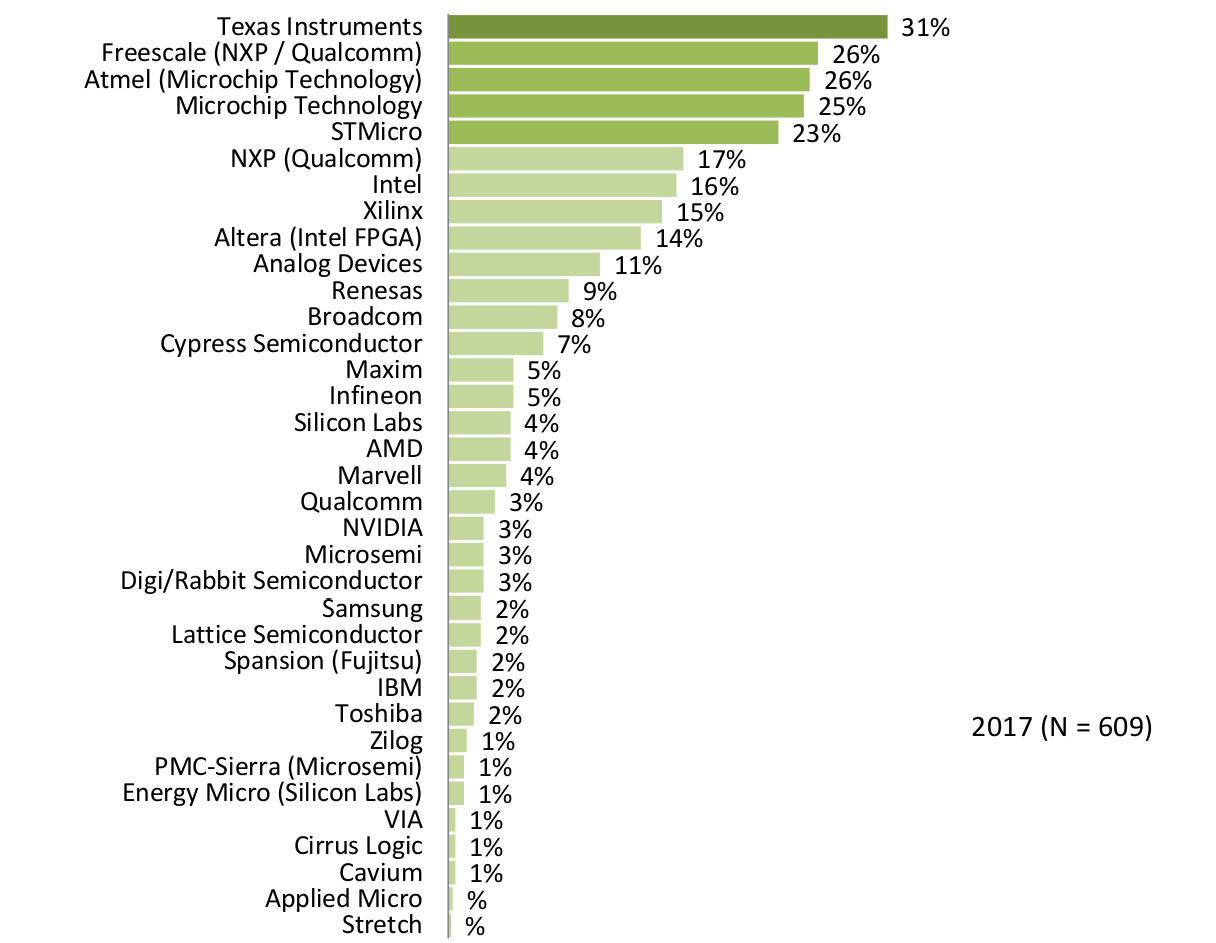 Texas Instruments 31%
Freescale (NXP / Qualcomm) 26%
Atmel (Microchip Technology) 26%
Microchip Technology 25%
STMicro 23%
NXP (Qualcomm) 17%
Intel 16%
Xilinx 15%
Altera (Intel FPGA) 14%
Analog Devices 11%
Renesas 9%
Broadcom 8%
Cypress Semiconductor 7%
Maxim 5%
Infineon 5%
Silicon Labs 4%
AMD 4%
Marvell 4%
Qualcomm 3%
NVIDIA 3%
Microsemi 3%
Digi/Rabbit Semiconductor 3%
Samsung 2%
Lattice Semiconductor 2%
Spansion (Fujitsu) 2%
IBM 2%
Toshiba 2%
2017 (N = 609)
Zilog 1%
PMC-Sierra (Microsemi) 1%
Energy Micro (Silicon Labs) 1%
VIA 1%
Cirrus Logic 1%
Cavium 1%
Applied Micro %
Stretch %